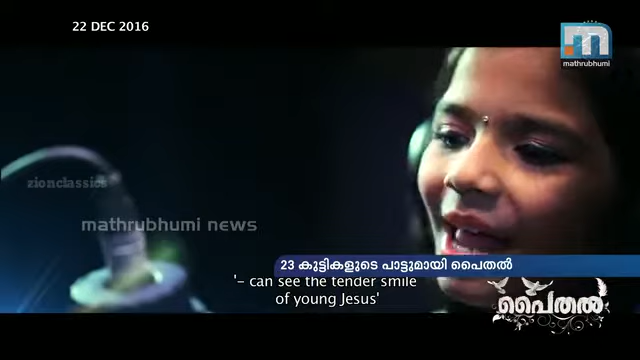 22 DEC 2016
mathrubhumi
zionclassics
mathrubhumi news
23 കുട്ടികളുടെ പാട്ടുമായി പൈതൽ
'– can see the tender smile
of young Jesus'
പൈതൽ